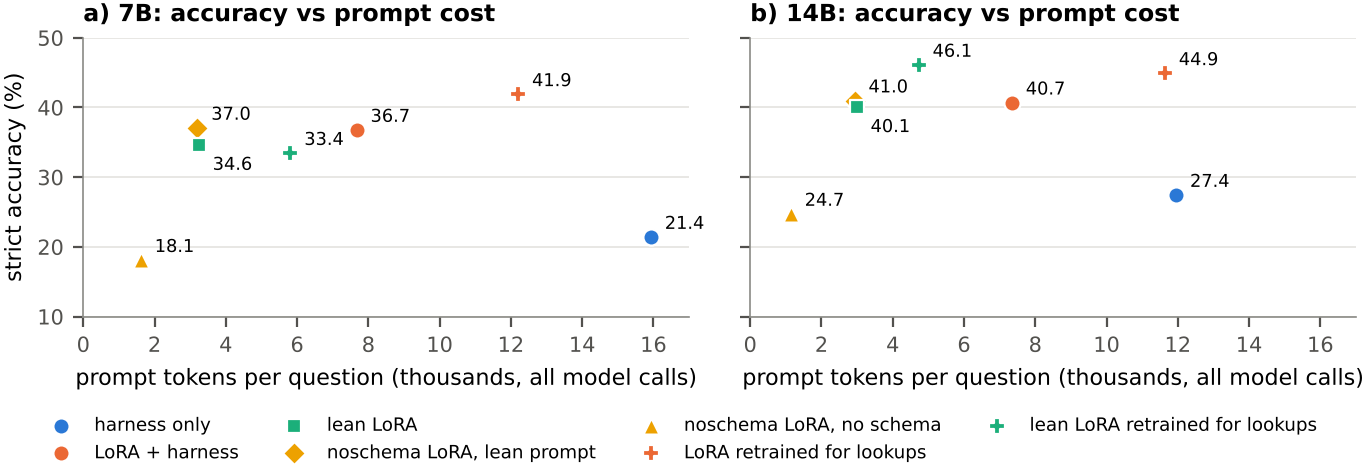 a) 7B: accuracy vs prompt cost
b) 14B: accuracy vs prompt cost
strict accuracy (%)
50
40
30
20
10
41.9
37.0
36.7
33.4
34.6
21.4
18.1
46.1
44.9
41.0
40.7
40.1
27.4
24.7
0 2 4 6 8 10 12 14 16
0 2 4 6 8 10 12 14 16
prompt tokens per question (thousands, all model calls)
prompt tokens per question (thousands, all model calls)
harness only
lean LoRA
noschema LoRA, no schema
lean LoRA retrained for lookups
LoRA + harness
noschema LoRA, lean prompt
LoRA retrained for lookups